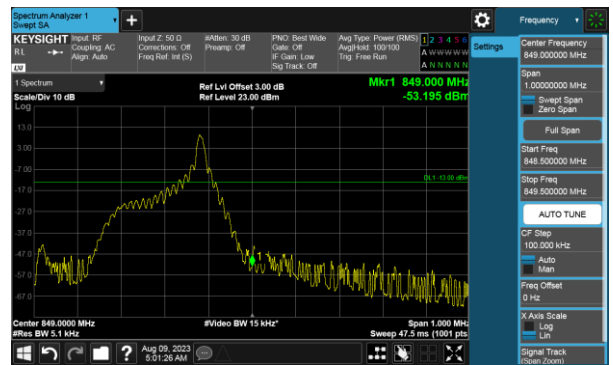 Spectrum Analyzer 1
Swept SA
Frequency
KEYSIGHT
RL
Input: RF
Coupling: AC
Align: Auto
Input Z: 50 Ω
Corrections: Off
Freq Ref: Int (S)
#Atten: 30 dB
Preamp: Off
PNO: Best Wide
Gate: Off
IF Gain: Low
Sig Track: Off
Avg Type: Power (RMS)
Avg|Hold: 100/100
Trig: Free Run
1 2 3 4 5 6
A W W W W W
A N N N N N
LXI
1 Spectrum
Scale/Div 10 dB
Log
Ref Lvl Offset 3.00 dB
Ref Level 23.00 dBm
Mkr1 849.000 MHz
-53.195 dBm
13.0
3.00
-7.00
-17.0
-27.0
-37.0
-47.0
-57.0
-67.0
DL1 -13.00 dBm
1
Center 849.0000 MHz
#Res BW 5.1 kHz
#Video BW 15 kHz*
Span 1.000 MHz
Sweep 47.5 ms (1001 pts
Aug 09, 2023
5:01:26 AM
Settings
Center Frequency
849.000000 MHz
Span
1.00000000 MHz
Swept Span
Zero Span
Full Span
Start Freq
848.500000 MHz
Stop Freq
849.500000 MHz
AUTO TUNE
CF Step
100.000 kHz
Auto
Man
Freq Offset
0 Hz
X Axis Scale
Log
Lin
Signal Track
(Span Zoom)